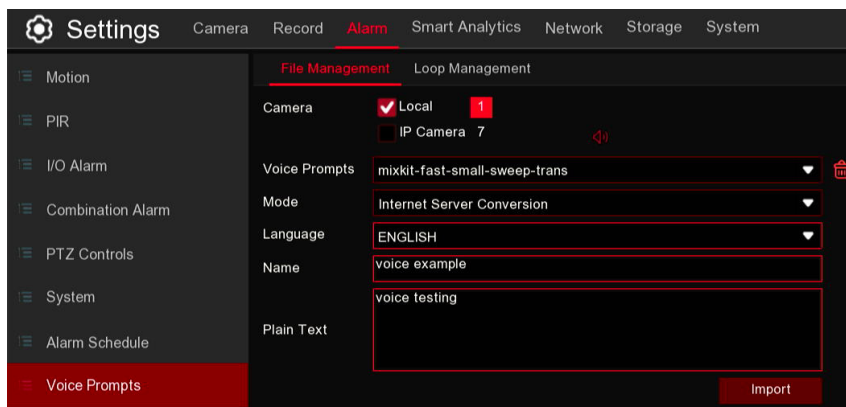 Settings Camera Record Alarm Smart Analytics Network Storage System
File Management Loop Management
Motion
PIR
I/O Alarm
Combination Alarm
PTZ Controls
System
Alarm Schedule
Voice Prompts
Camera Local 1
IP Camera 7
Voice Prompts mixkit-fast-small-sweep-trans
Mode Internet Server Conversion
Language ENGLISH
Name voice example
Plain Text voice testing
Import